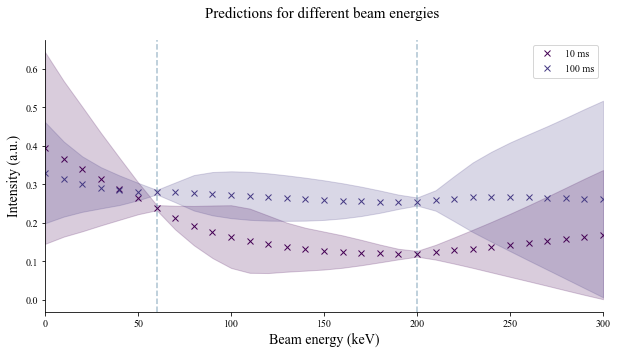 Predictions for different beam energies
10 ms
100 ms
Intensity (a.u.)
0.6
0.5
0.4
0.3
0.2
0.1
0.0
0 50 100 150 200 250 300
Beam energy (keV)